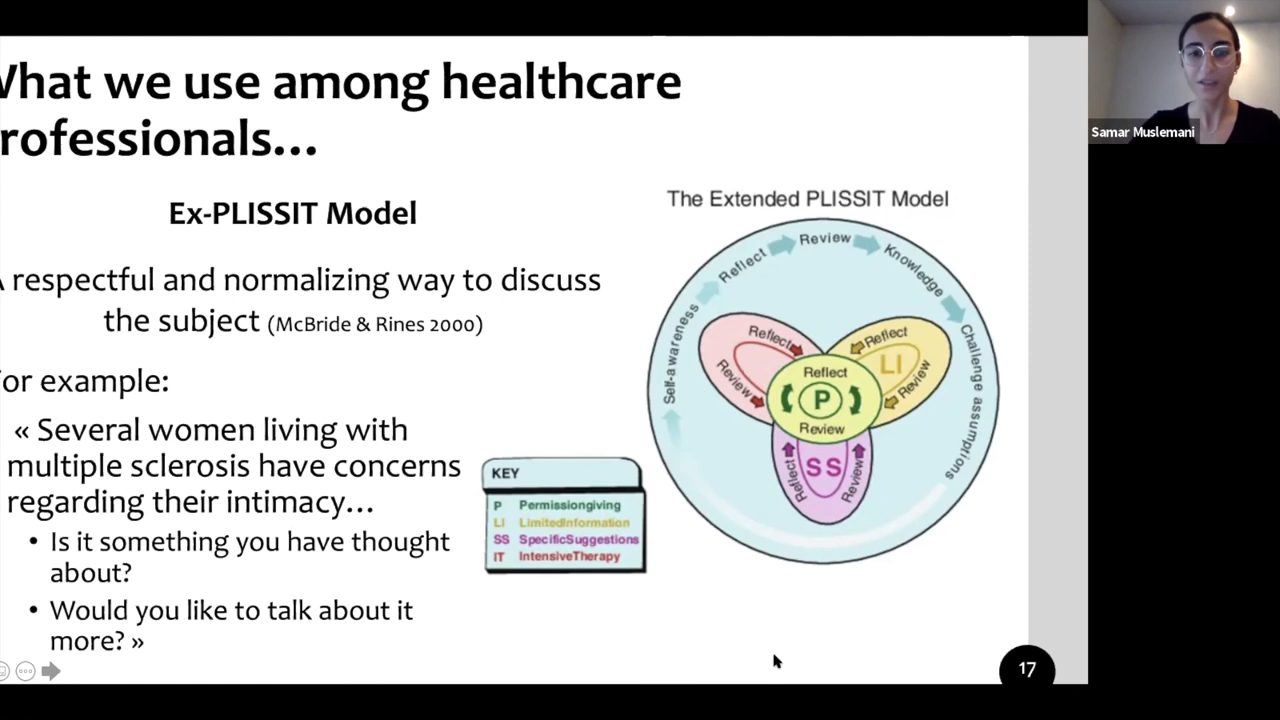 What we use among healthcare
rofessionals…
Ex-PLISSIT Model
A respectful and normalizing way to discuss
the subject (McBride & Rines 2000)
or example:
« Several women living with
multiple sclerosis have concerns
regarding their intimacy…
• Is it something you have thought
about?
• Would you like to talk about it
more? »
The Extended PLISSIT Model
Self-awareness
Reflect
Review
Knowledge
Challenge assumptions
Reflect
Review
Reflect
LI
Review
Reflect
P
Review
Reflect
SS
Review
KEY
P Permissiongiving
LI LimitedInformation
SS SpecificSuggestions
IT IntensiveTherapy
17
Samar Muslemani